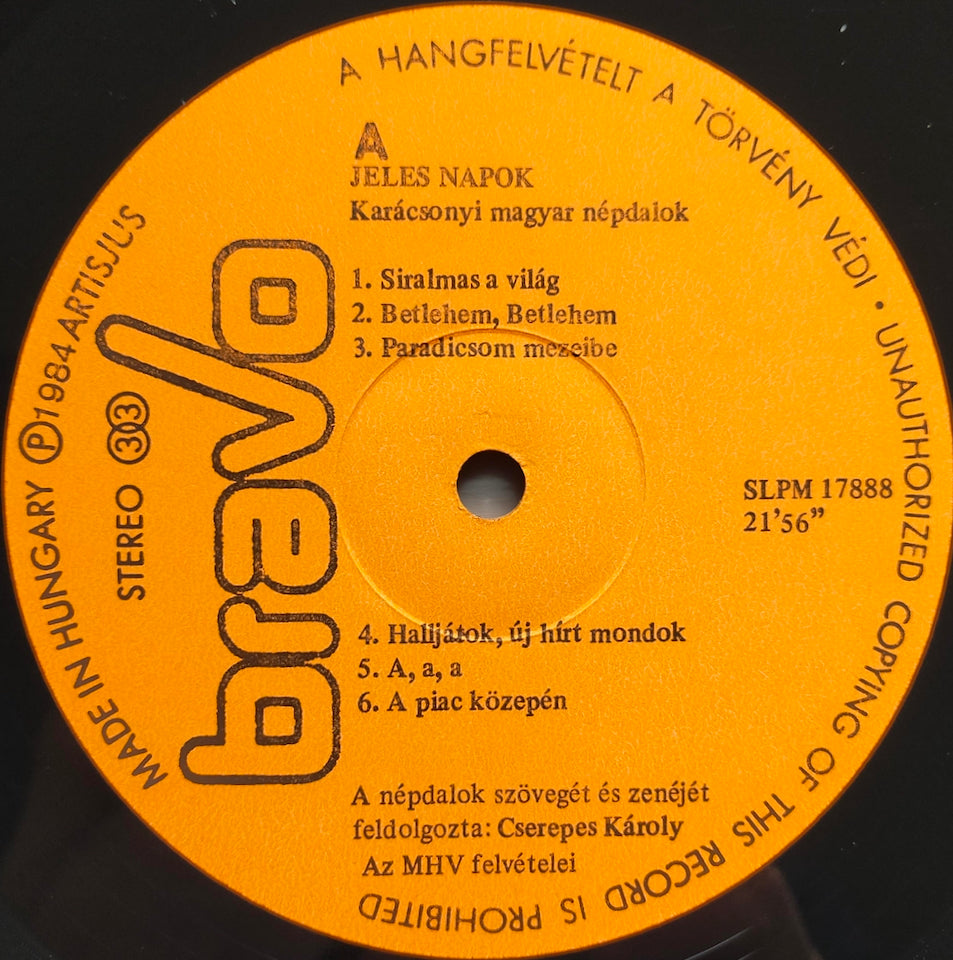 A HANGFELVÉTELT A TÖRVÉNY VÉDI • UNAUTHORIZED COPYING OF THIS RECORD IS PROHIBITED
MADE IN HUNGARY Ⓟ 1984 ARTISJUS
STEREO 33
bravo
A
JELES NAPOK
Karácsonyi magyar népdalok
1. Siralmas a világ
2. Betlehem, Betlehem
3. Paradicsom mezeibe
SLPM 17888
21’56”
4. Halljátok, új hírt mondok
5. A, a, a
6. A piac közepén
A népdalok szövegét és zenéjét
feldolgozta: Cserepes Károly
Az MHV felvételei